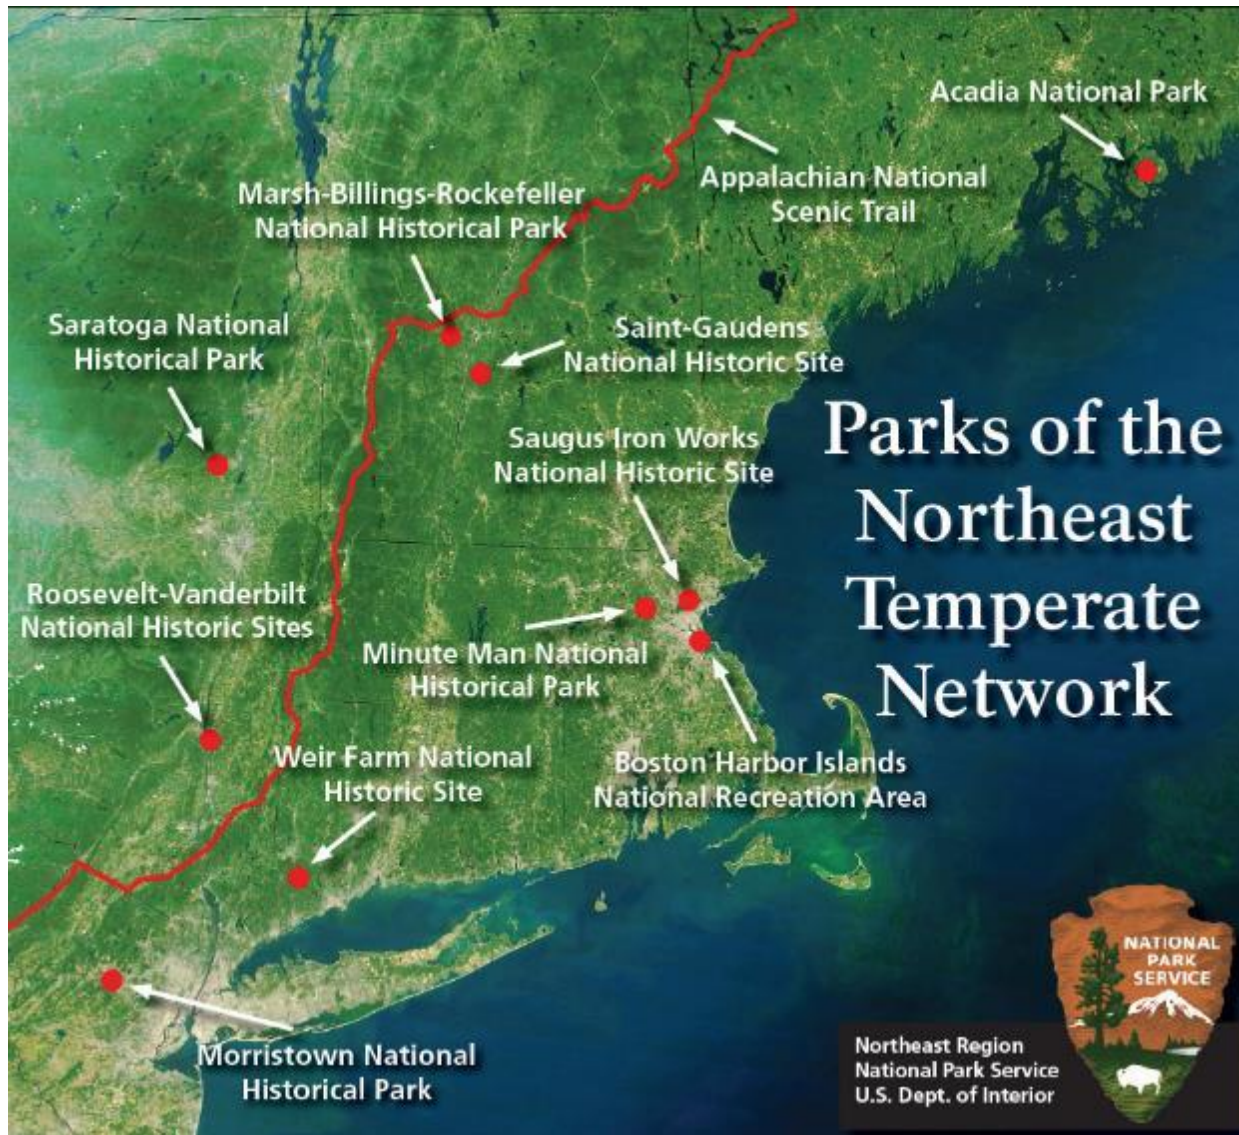 Acadia National Park
Appalachian National
Scenic Trail
Marsh-Billings-Rockefeller
National Historical Park
Saratoga National
Historical Park
Saint-Gaudens
National Historic Site
Saugus Iron Works
National Historic Site
Parks of the
Northeast
Temperate
Network
Roosevelt-Vanderbilt
National Historic Sites
Minute Man National
Historical Park
Weir Farm National
Historic Site
Boston Harbor Islands
National Recreation Area
Morristown National
Historical Park
NATIONAL
PARK
SERVICE
Northeast Region
National Park Service
U.S. Dept. of Interior